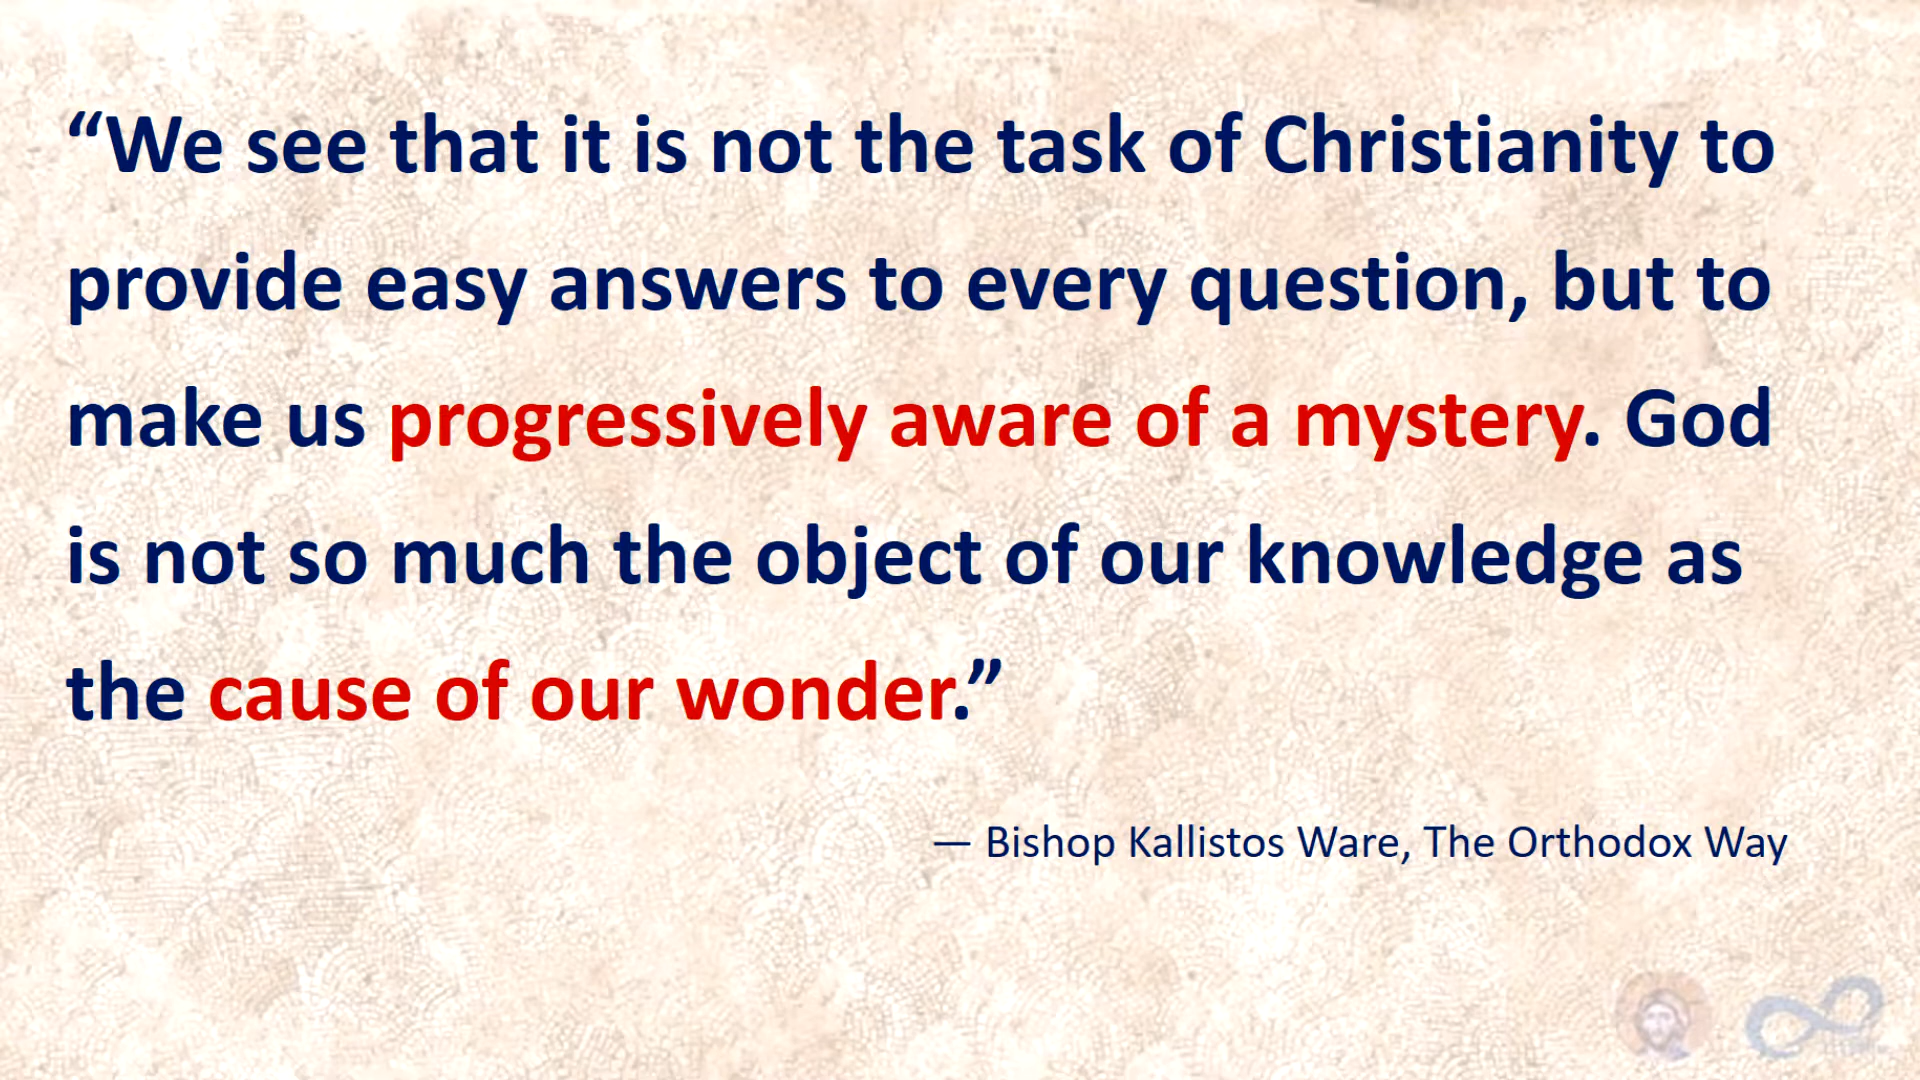 “We see that it is not the task of Christianity to
provide easy answers to every question, but to
make us progressively aware of a mystery. God
is not so much the object of our knowledge as
the cause of our wonder.”
— Bishop Kallistos Ware, The Orthodox Way